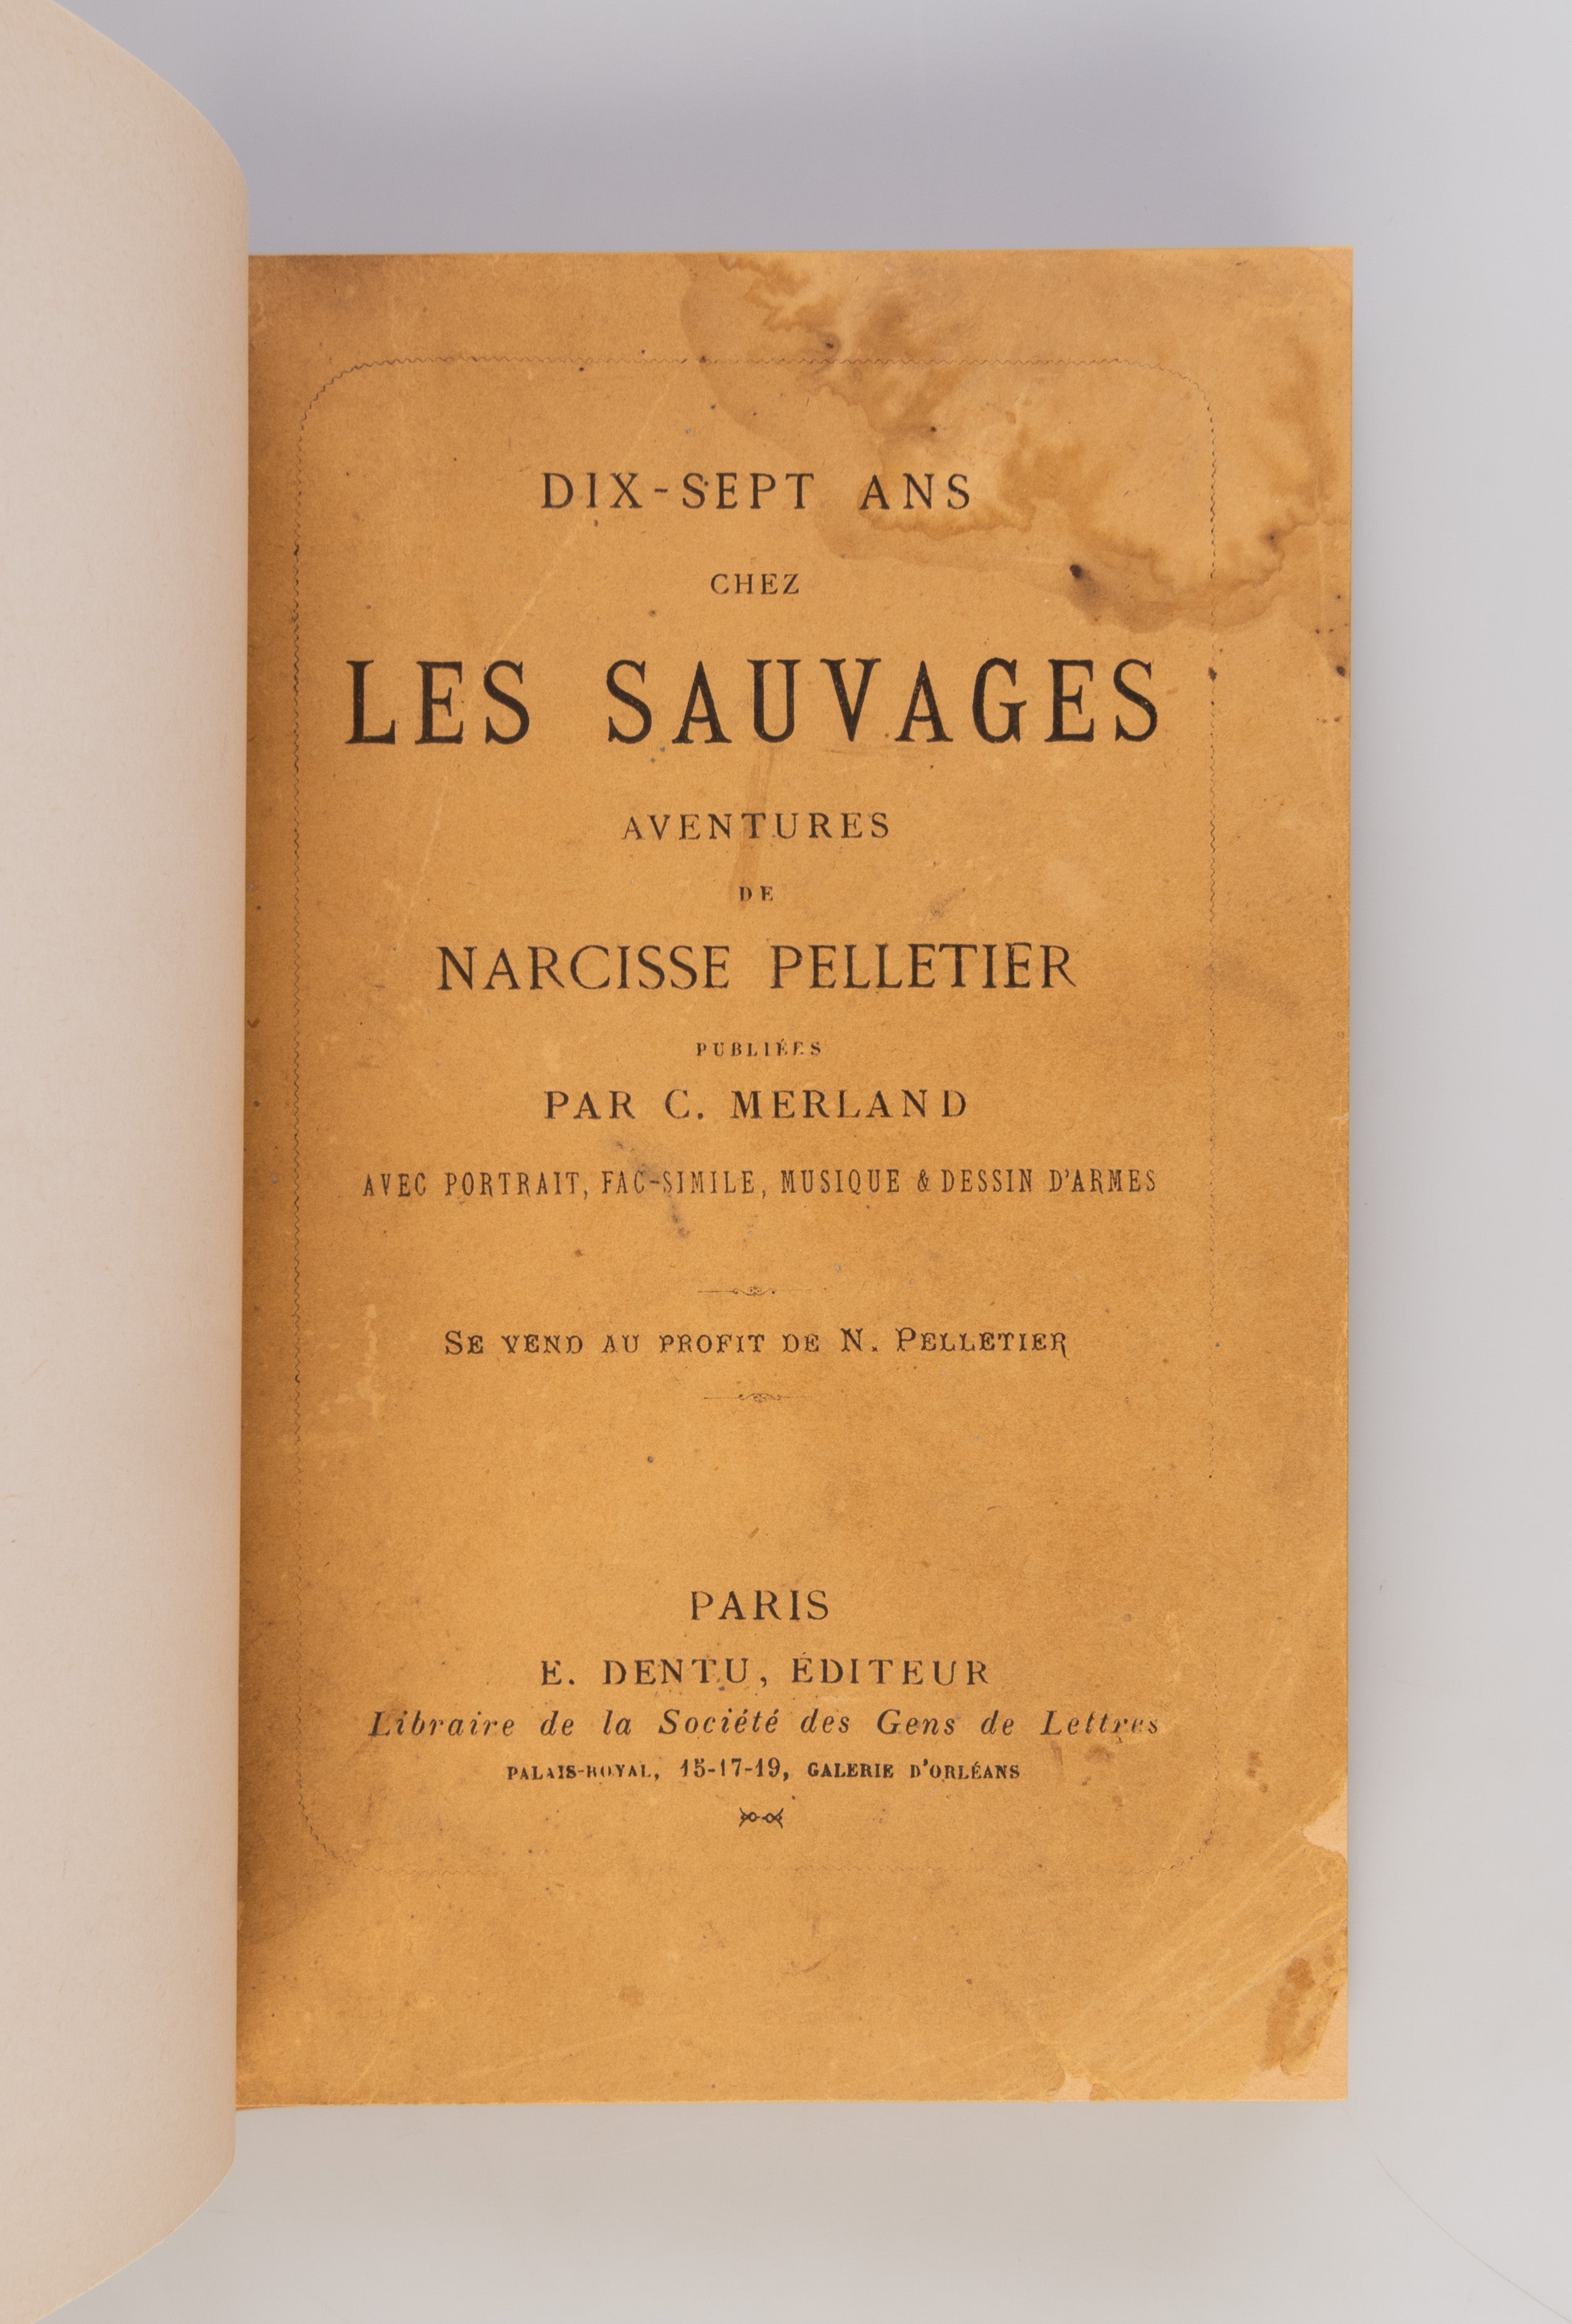 DIX-SEPT ANS
CHEZ
LES SAUVAGES
AVENTURES
DE
NARCISSE PELLETIER
PUBLIÉES
PAR C. MERLAND
AVEC PORTRAIT, FAC-SIMILE, MUSIQUE & DESSIN D'ARMES
SE VEND AU PROFIT DE N. PELLETIER
PARIS
E. DENTU, ÉDITEUR
Libraire de la Société des Gens de Lettres
PALAIS-ROYAL, 15-17-19, GALERIE D'ORLÉANS